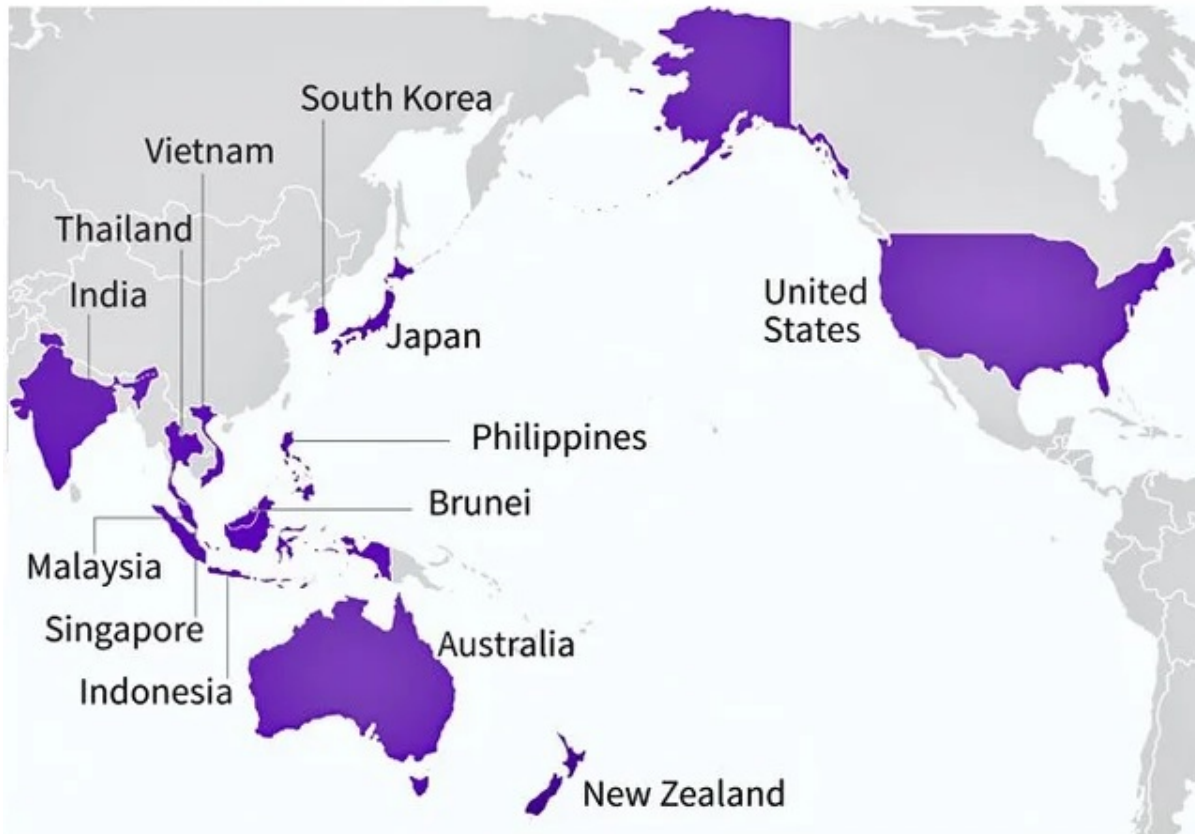 South Korea
Vietnam
Thailand
India
Japan
United
States
Philippines
Brunei
Malaysia
Singapore
Indonesia
Australia
New Zealand